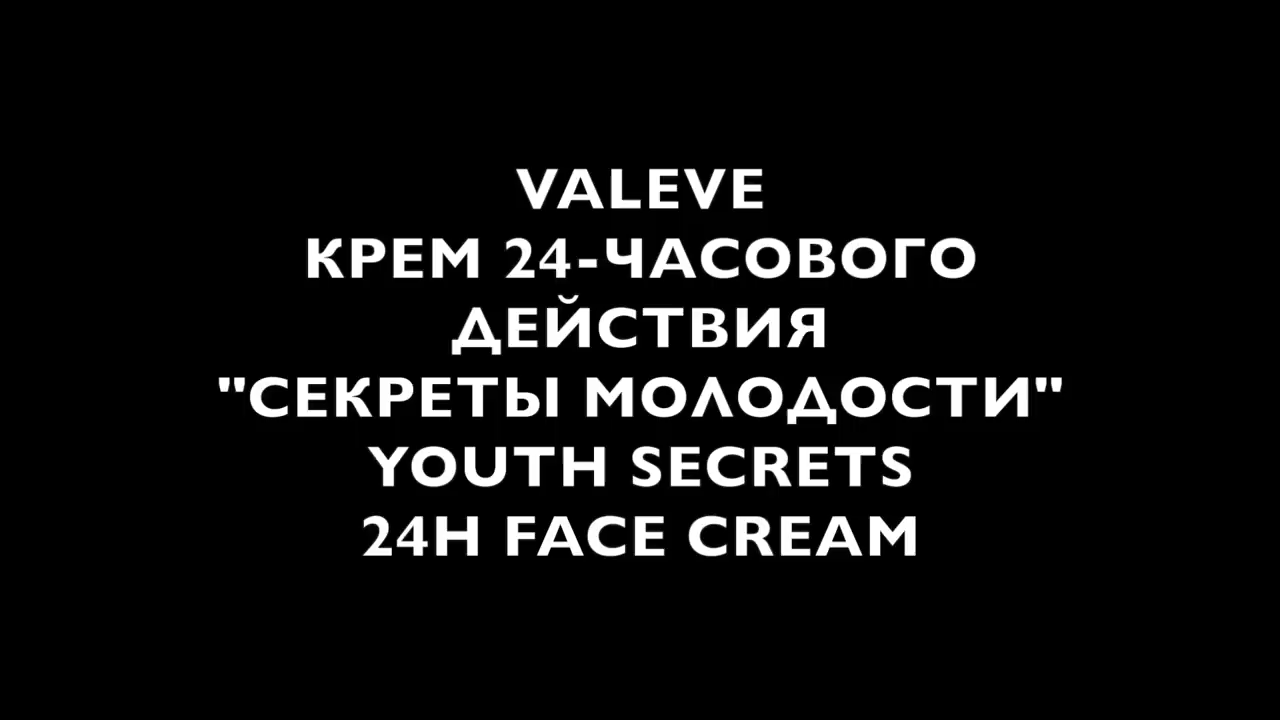 VALEVE
КРЕМ 24-ЧАСОВОГО
ДЕЙСТВИЯ
"СЕКРЕТЫ МОЛОДОСТИ"
YOUTH SECRETS
24H FACE CREAM